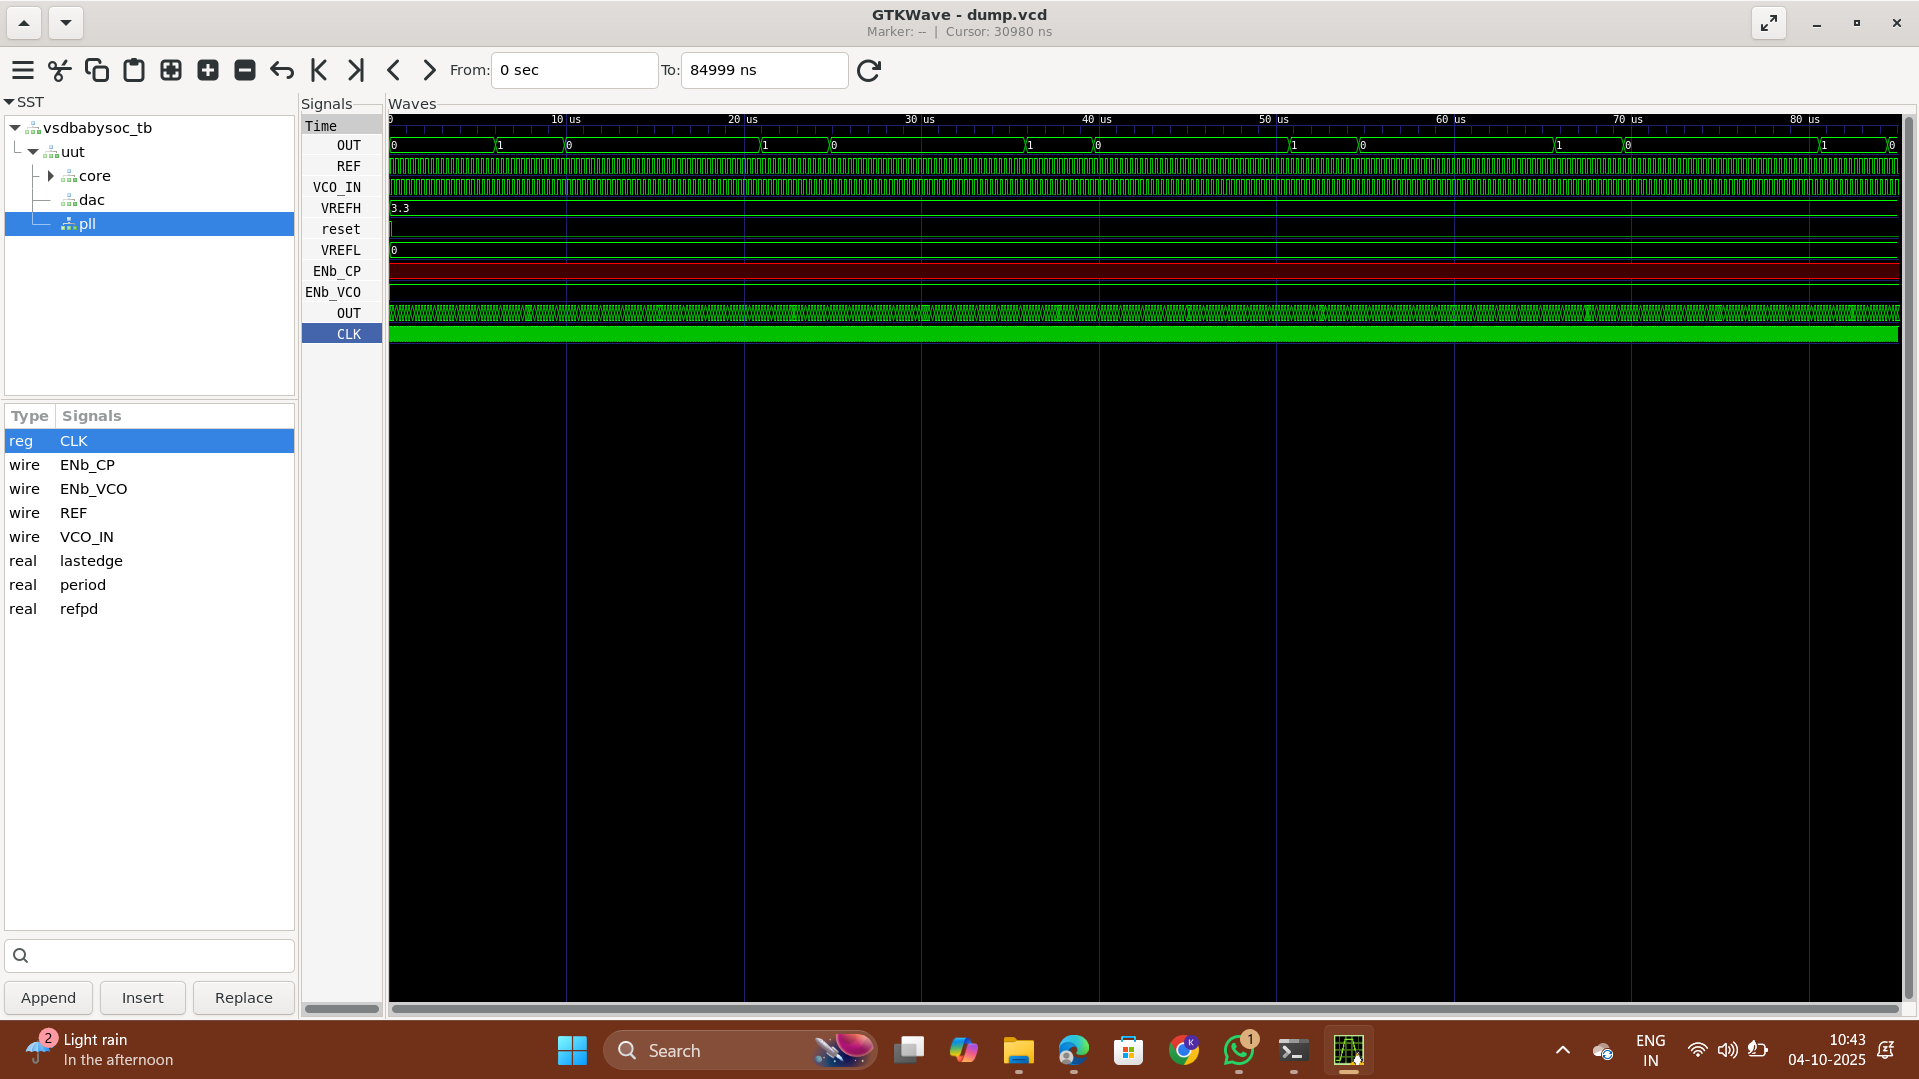 GTKWave - dump.vcd
Marker: -- | Cursor: 30980 ns
From: 0 sec To: 84999 ns
SST
vsdbabysoc_tb
uut
core
dac
pll
Type Signals
reg CLK
wire ENb_CP
wire ENb_VCO
wire REF
wire VCO_IN
real lastedge
real period
real refpd
Append Insert Replace
Signals
Time
OUT
REF
VCO_IN
VREFH
reset
VREFL
ENb_CP
ENb_VCO
OUT
CLK
Waves
0 10 us 20 us 30 us 40 us 50 us 60 us 70 us 80 us
0 1 0 1 0 1 0 1 0 1 0 1 0
3.3
0
2
Light rain
In the afternoon
Search
K
1
ENG
IN
10:43
04-10-2025